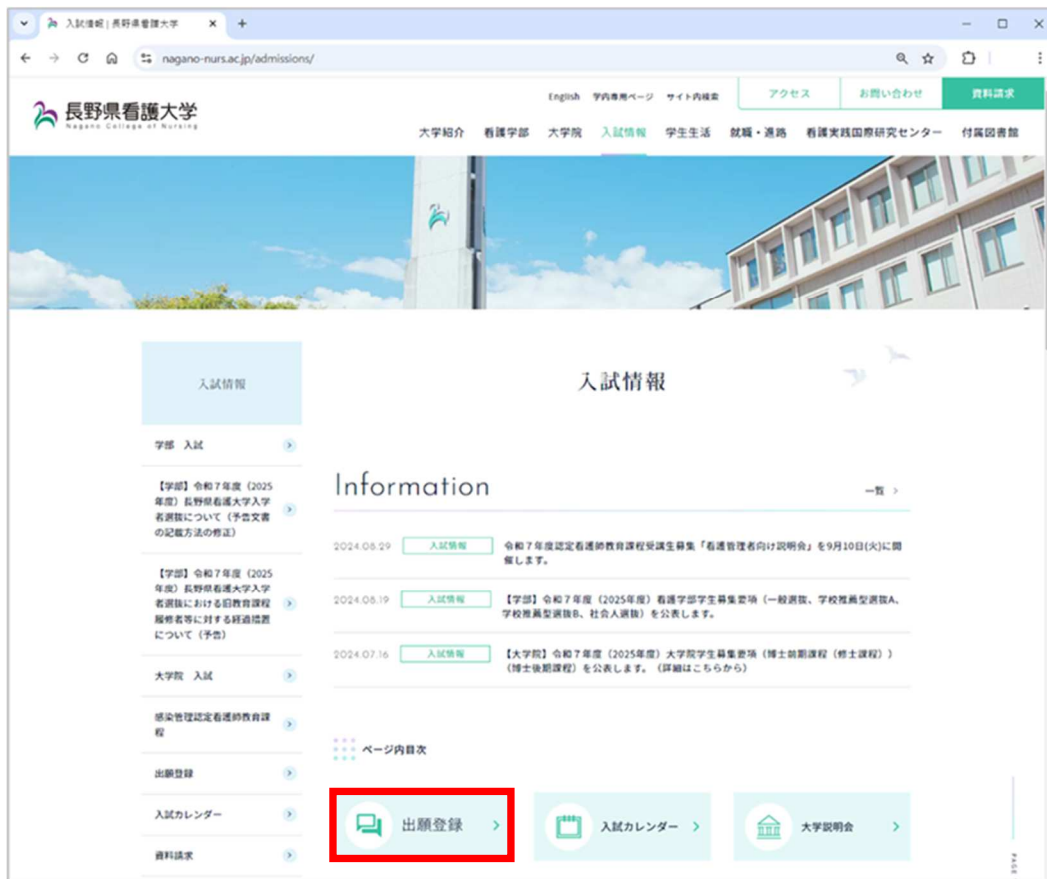 入試情報 | 長野県看護大学
nagano-nurs.ac.jp/admissions/
長野県看護大学
Nagano College of Nursing
English 学内専用ページ サイト内検索 アクセス お問い合わせ 資料請求
大学紹介 看護学部 大学院 入試情報 学生生活 就職・進路 看護実践国際研究センター 付属図書館
入試情報
学部 入試
【学部】令和7年度（2025
年度）長野県看護大学入学
者選抜について（予告文書
の記載方法の修正）
【学部】令和7年度（2025
年度）長野県看護大学入学
者選抜における旧教育課程
履修者等に対する経過措置
について（予告）
大学院 入試
感染管理認定看護師教育課
程
出願登録
入試カレンダー
資料請求
入試情報
Information
一覧
2024.08.29 入試情報 令和7年度認定看護師教育課程受講生募集「看護管理者向け説明会」を9月10日(火)に開
催します。
2024.08.19 入試情報 【学部】令和7年度（2025年度）看護学部学生募集要項（一般選抜、学校推薦型選抜A、
学校推薦型選抜B、社会人選抜）を公表します。
2024.07.16 入試情報 【大学院】令和7年度（2025年度）大学院学生募集要項（博士前期課程（修士課程））
（博士後期課程）を公表します。（詳細はこちらから）
ページ内目次
出願登録
入試カレンダー
大学説明会
PAGE